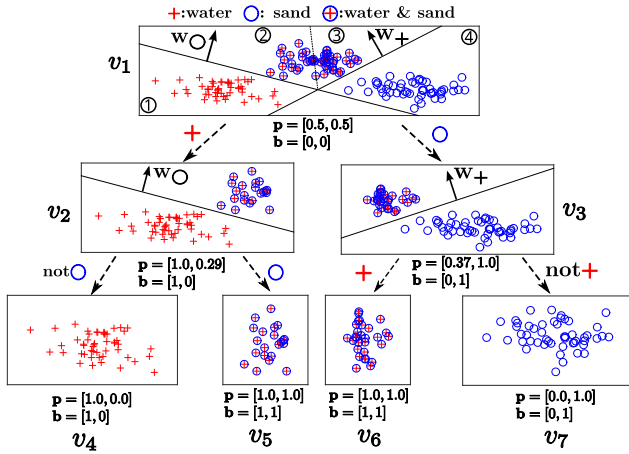 +:water O: sand ⊕:water & sand
② ③ ④
w○ w+
v₁
①
p = [0.5, 0.5]
b = [0, 0]
+ ○
w○ w+
v₂ v₃
p = [1.0, 0.29]
b = [1, 0]
p = [0.37, 1.0]
b = [0, 1]
not○ ○ + not+
p = [1.0, 0.0]
b = [1, 0]
v₄
p = [1.0, 1.0]
b = [1, 1]
v₅
p = [1.0, 1.0]
b = [1, 1]
v₆
p = [0.0, 1.0]
b = [0, 1]
v₇